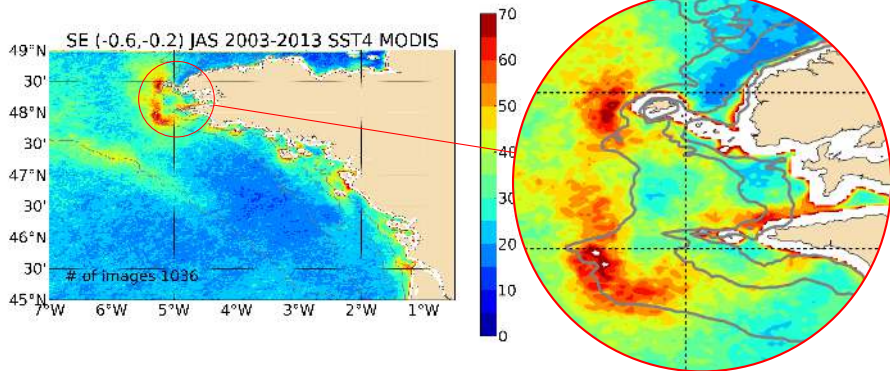 SE (-0.6,-0.2) JAS 2003-2013 SST4 MODIS
49°N
30'
48°N
30'
47°N
30'
46°N
30'
45°N
# of images 1036
7°W 6°W 5°W 4°W 3°W 2°W 1°W
70
60
50
40
30
20
10
0